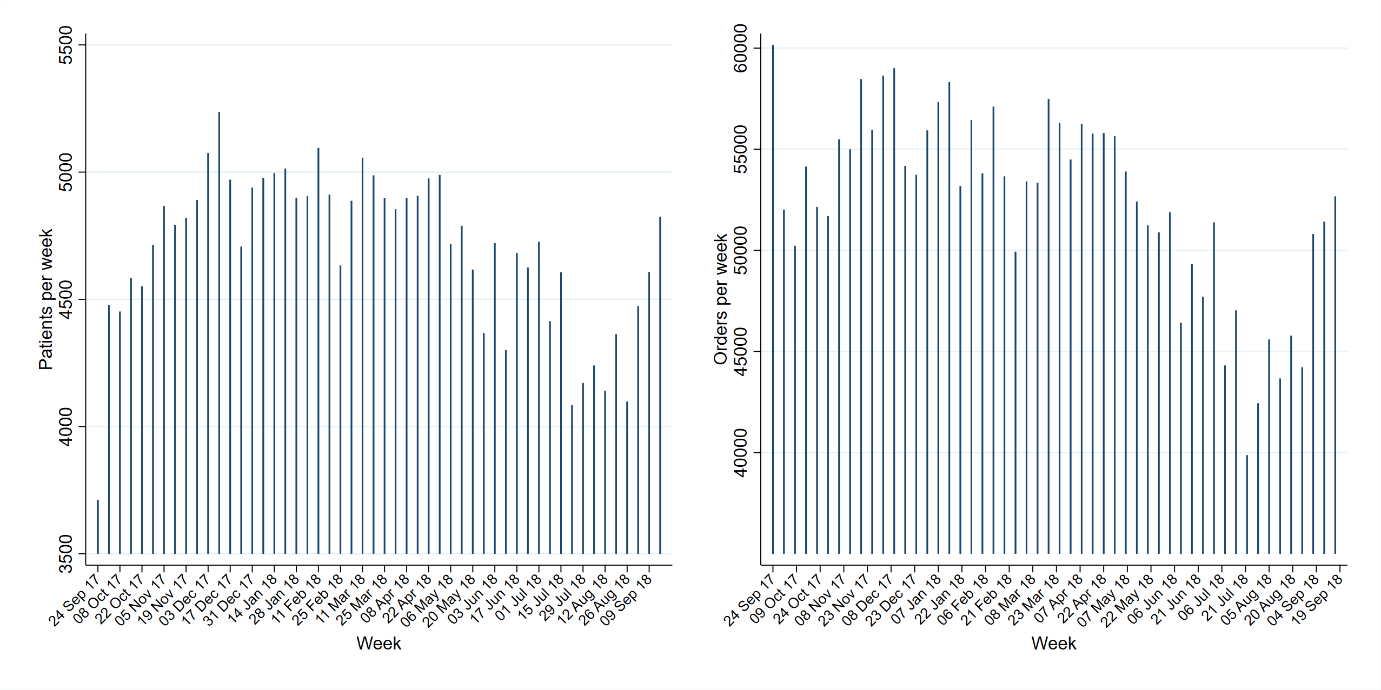 Patients per week
5500
5000
4500
4000
3500
24 Sep 17
08 Oct 17
22 Oct 17
05 Nov 17
19 Nov 17
03 Dec 17
17 Dec 17
31 Dec 17
14 Jan 18
28 Jan 18
11 Feb 18
25 Feb 18
11 Mar 18
25 Mar 18
08 Apr 18
22 Apr 18
06 May 18
20 May 18
03 Jun 18
17 Jun 18
01 Jul 18
15 Jul 18
29 Jul 18
12 Aug 18
26 Aug 18
09 Sep 18
Week
Orders per week
60000
55000
50000
45000
40000
24 Sep 17
09 Oct 17
24 Oct 17
08 Nov 17
23 Nov 17
08 Dec 17
23 Dec 17
07 Jan 18
22 Jan 18
06 Feb 18
21 Feb 18
08 Mar 18
23 Mar 18
07 Apr 18
22 Apr 18
07 May 18
22 May 18
06 Jun 18
21 Jun 18
06 Jul 18
21 Jul 18
05 Aug 18
20 Aug 18
04 Sep 18
19 Sep 18
Week